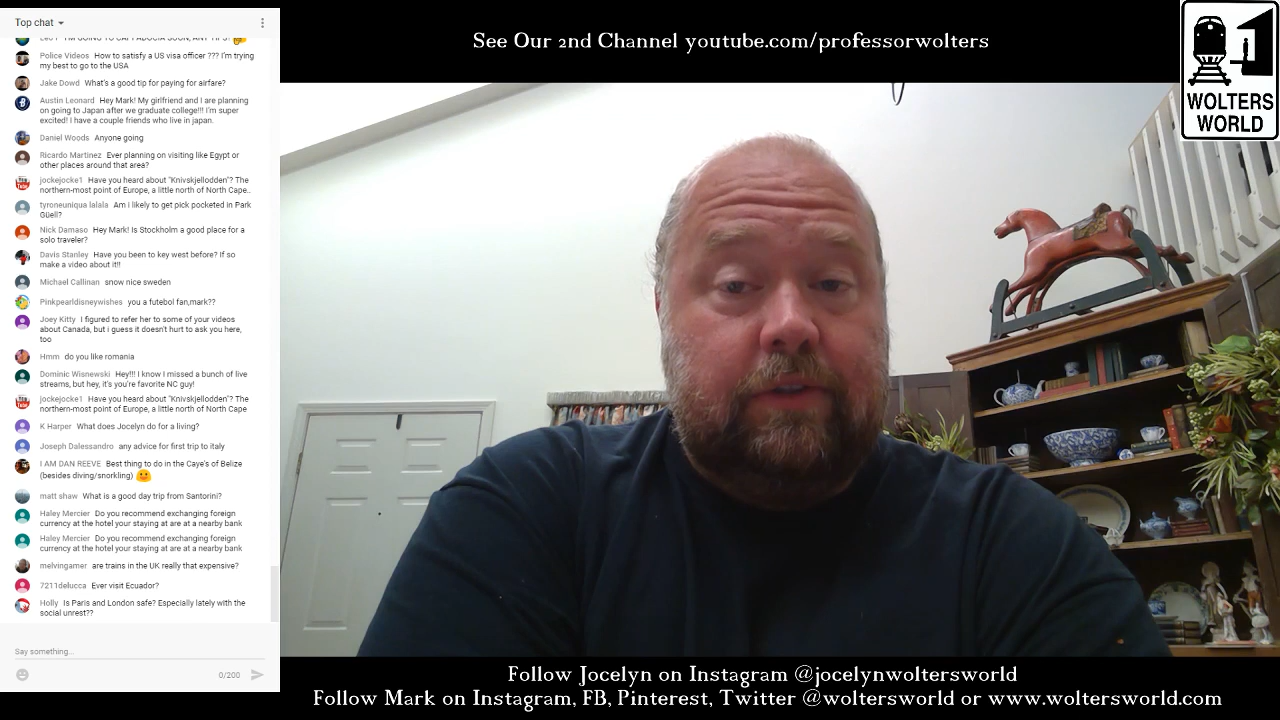 Top chat
See Our 2nd Channel youtube.com/professorwolters
WOLTERS
WORLD
Police Videos How to satisfy a US visa officer ??? I'm trying
my best to go to the USA
Jake Dowd What's a good tip for paying for airfare?
Austin Leonard Hey Mark! My girlfriend and I are planning
on going to Japan after we graduate college!!! I'm super
excited! I have a couple friends who live in japan.
Daniel Woods Anyone going
Ricardo Martinez Ever planning on visiting like Egypt or
other places around that area?
jockejocke1 Have you heard about "Knivskjellodden"? The
northern-most point of Europe, a little north of North Cape..
tyroneuniqua lalala Am i likely to get pick pocketed in Park
Güell?
Nick Damaso Hey Mark! Is Stockholm a good place for a
solo traveler?
Davis Stanley Have you been to key west before? If so
make a video about it!!
Michael Callinan snow nice sweden
Pinkpearldisneywishes you a futebol fan,mark??
Joey Kitty I figured to refer her to some of your videos
about Canada, but i guess it doesn't hurt to ask you here,
too
Hmm do you like romania
Dominic Wisnewski Hey!!! I know I missed a bunch of live
streams, but hey, it's you're favorite NC guy!
jockejocke1 Have you heard about "Knivskjellodden"? The
northern-most point of Europe, a little north of North Cape
K Harper What does Jocelyn do for a living?
Joseph Dalessandro any advice for first trip to italy
I AM DAN REEVE Best thing to do in the Caye's of Belize
(besides diving/snorkling)
matt shaw What is a good day trip from Santorini?
Haley Mercier Do you recommend exchanging foreign
currency at the hotel your staying at are at a nearby bank
Haley Mercier Do you recommend exchanging foreign
currency at the hotel your staying at are at a nearby bank
melvingamer are trains in the UK really that expensive?
7211delucca Ever visit Ecuador?
Holly Is Paris and London safe? Especially lately with the
social unrest??
Say something...
0/200
Follow Jocelyn on Instagram @jocelynwoltersworld
Follow Mark on Instagram, FB, Pinterest, Twitter @woltersworld or www.woltersworld.com